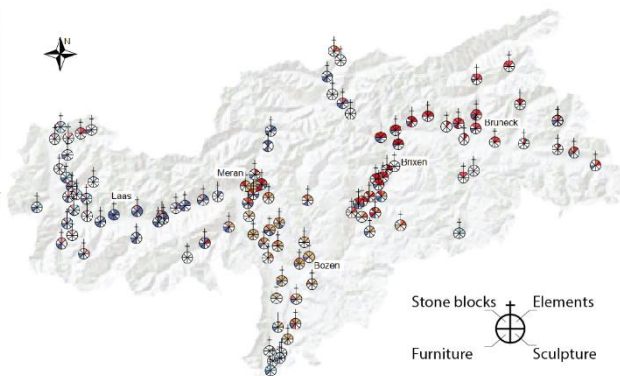 N
Bruneck
Brixen
Meran
Laas
Bozen
Stone blocks Elements
Furniture Sculpture